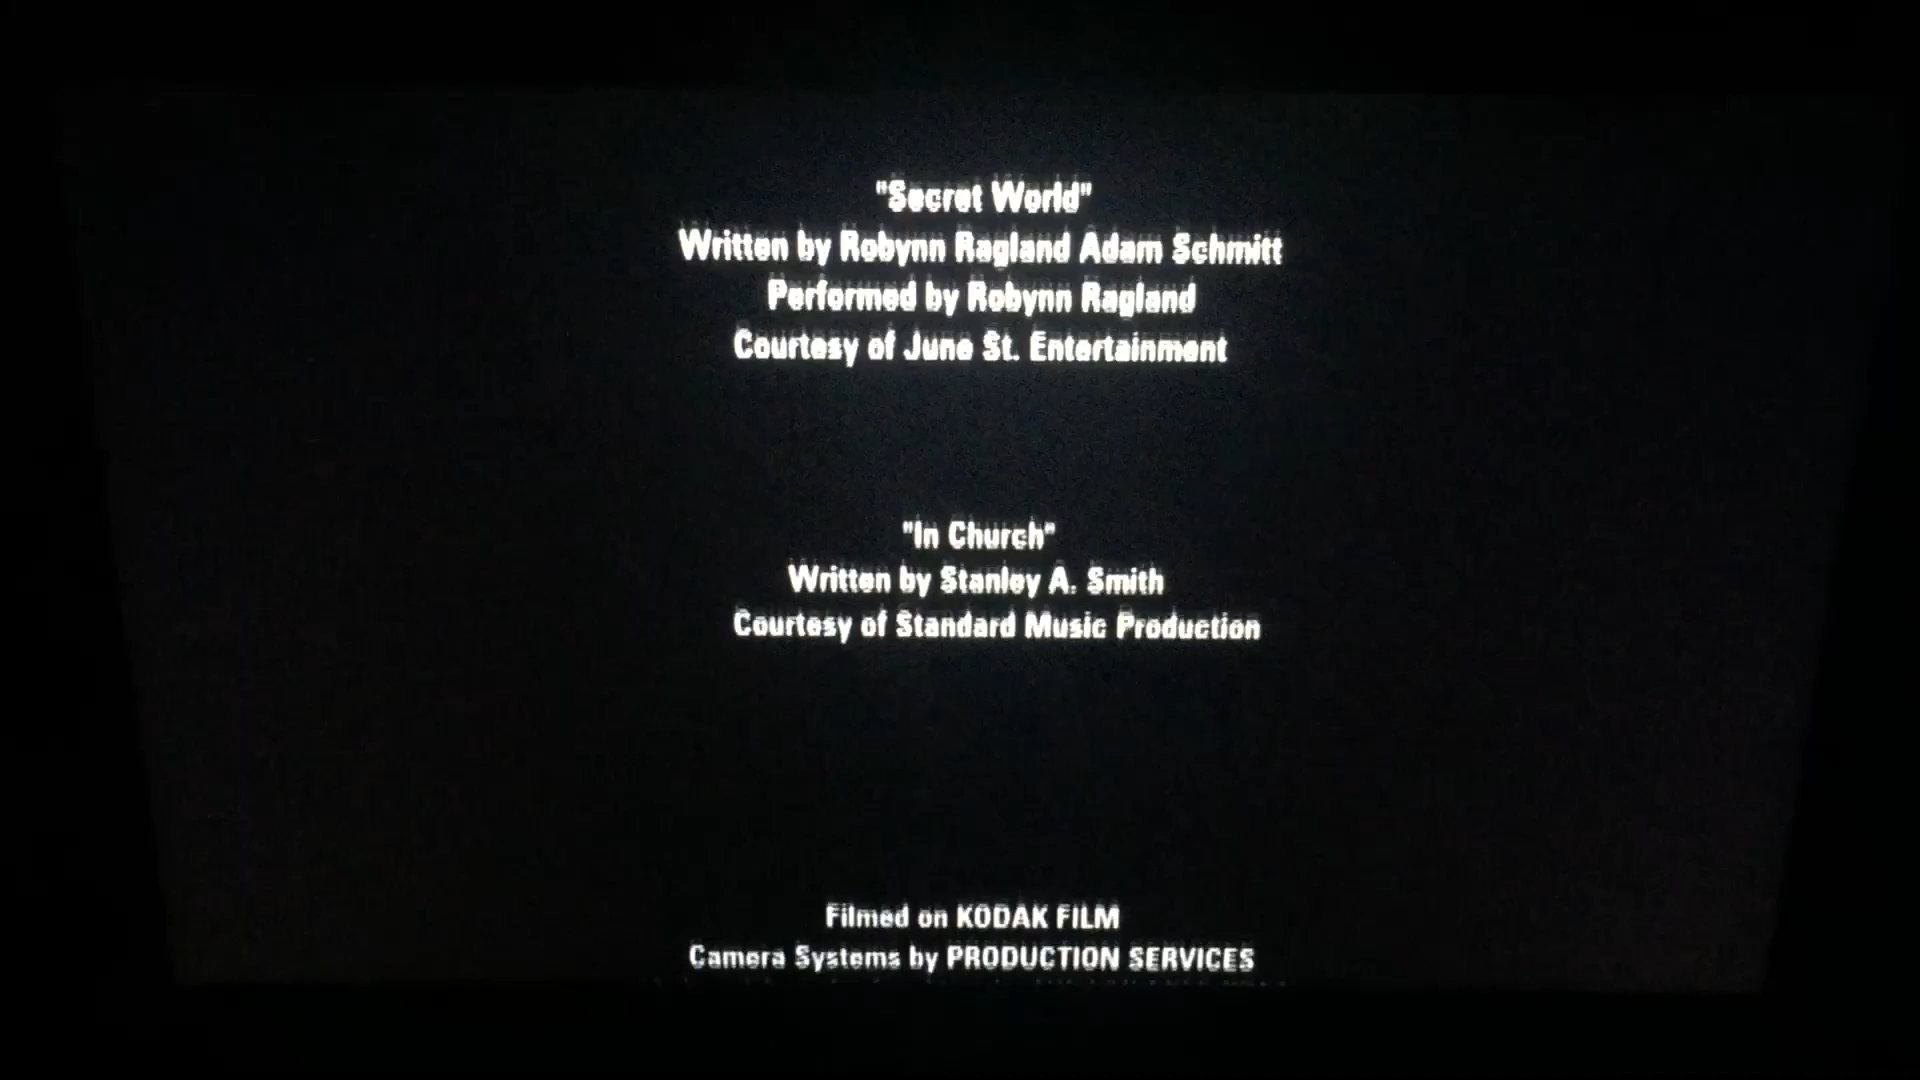 "Secret World"
Written by Robynn Ragland Adam Schmitt
Performed by Robynn Ragland
Courtesy of June St. Entertainment
"In Church"
Written by Stanley A. Smith
Courtesy of Standard Music Production
Filmed on KODAK FILM
Camera Systems by PRODUCTION SERVICES